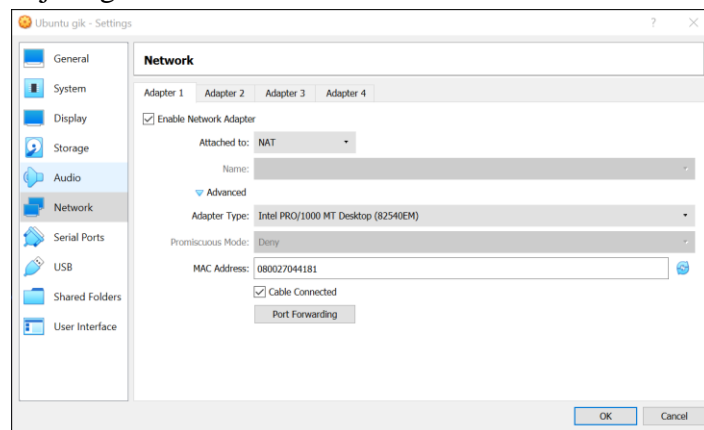 Ubuntu gik - Settings
?
General
System
Display
Storage
Audio
Network
Serial Ports
USB
Shared Folders
User Interface
Network
Adapter 1 Adapter 2 Adapter 3 Adapter 4
Enable Network Adapter
Attached to: NAT
Name:
Advanced
Adapter Type: Intel PRO/1000 MT Desktop (82540EM)
Promiscuous Mode: Deny
MAC Address: 080027044181
Cable Connected
Port Forwarding
OK Cancel